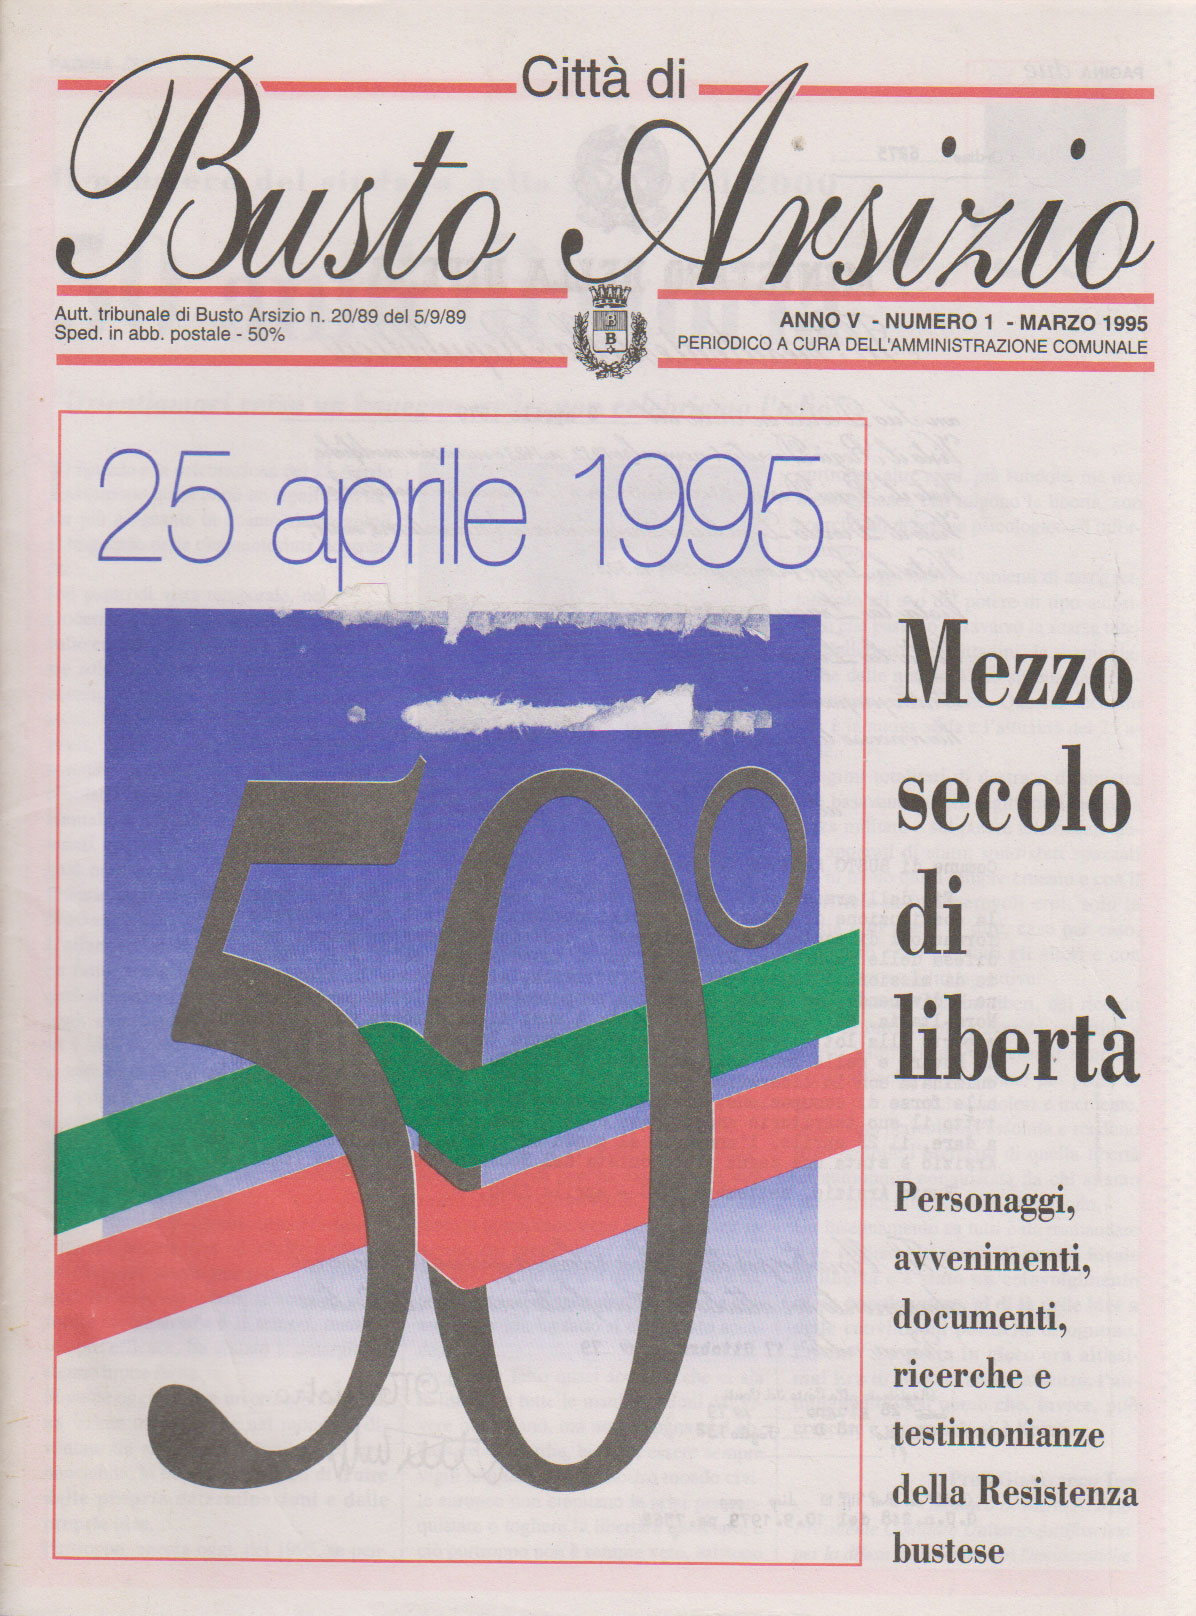 Città di
Busto Arsizio
Autt. tribunale di Busto Arsizio n. 20/89 del 5/9/89
Sped. in abb. postale - 50%
B
B
ANNO V - NUMERO 1 - MARZO 1995
PERIODICO A CURA DELL'AMMINISTRAZIONE COMUNALE
25 aprile 1995
50°
Mezzo
secolo
di
libertà
Personaggi,
avvenimenti,
documenti,
ricerche e
testimonianze
della Resistenza
bustese